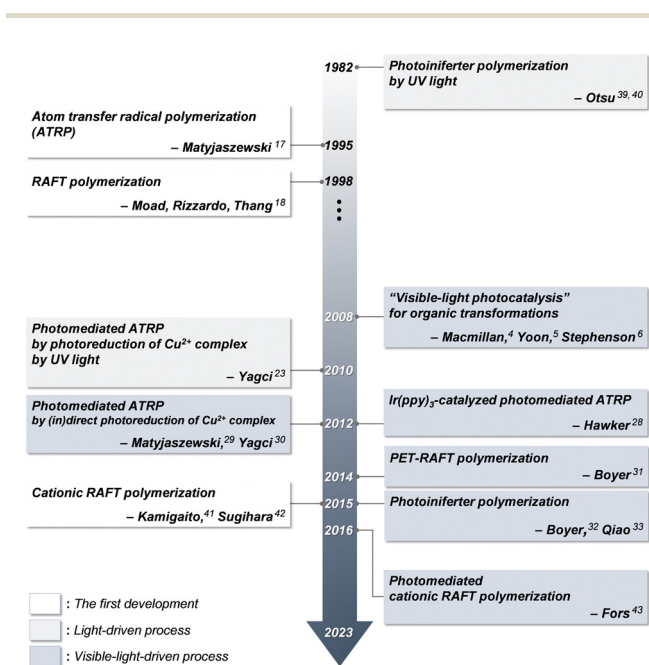 1982
Photoiniferter polymerization
by UV light
– Otsu 39, 40
Atom transfer radical polymerization
(ATRP)
– Matyjaszewski 17
1995
RAFT polymerization
– Moad, Rizzardo, Thang 18
1998
"Visible-light photocatalysis"
for organic transformations
– Macmillan,4 Yoon,5 Stephenson 6
2008
Photomediated ATRP
by photoreduction of Cu2+ complex
by UV light
– Yagci 23
2010
Photomediated ATRP
by (in)direct photoreduction of Cu2+ complex
– Matyjaszewski,29 Yagci 30
2012
Ir(ppy)3-catalyzed photomediated ATRP
– Hawker 28
2014
PET-RAFT polymerization
– Boyer 31
Cationic RAFT polymerization
– Kamigaito,41 Sugihara 42
2015
Photoiniferter polymerization
– Boyer,32 Qiao 33
2016
Photomediated
cationic RAFT polymerization
– Fors 43
2023
: The first development
: Light-driven process
: Visible-light-driven process